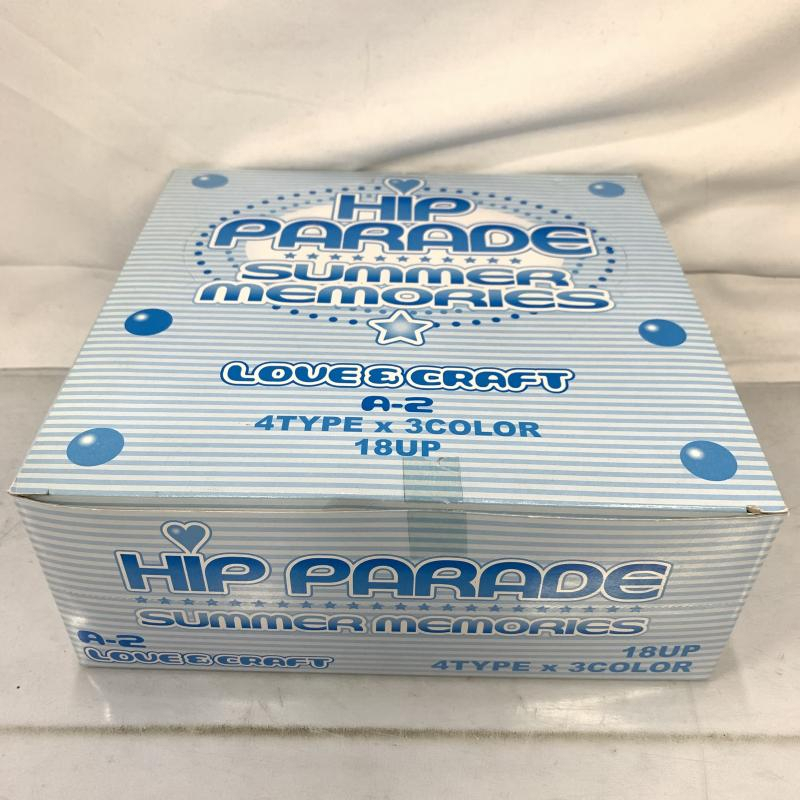 HIP
PARADE
SUMMER
MEMORIES
LOVE & CRAFT
A-2
4TYPE x 3COLOR
18UP
HIP PARADE
SUMMER MEMORIES
A-2
LOVE & CRAFT
18UP
4TYPE x 3COLOR